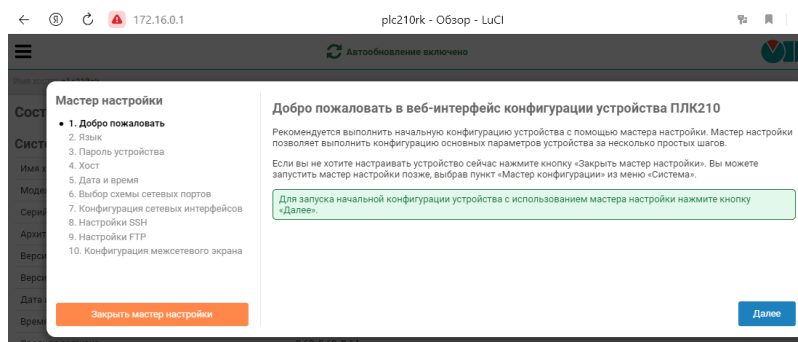 172.16.0.1
plc210rk - Обзор - LuCI
Автообновление включено
Мастер настройки
1. Добро пожаловать
2. Язык
3. Пароль устройства
4. Хост
5. Дата и время
6. Выбор схемы сетевых портов
7. Конфигурация сетевых интерфейсов
8. Настройки SSH
9. Настройки FTP
10. Конфигурация межсетевого экрана
Закрыть мастер настройки
Добро пожаловать в веб-интерфейс конфигурации устройства ПЛК210
Рекомендуется выполнить начальную конфигурацию устройства с помощью мастера настройки. Мастер настройки
позволяет выполнить конфигурацию основных параметров устройства за несколько простых шагов.
Если вы не хотите настраивать устройство сейчас нажмите кнопку «Закрыть мастер настройки». Вы можете
запустить мастер настройки позже, выбрав пункт «Мастер конфигурации» из меню «Система».
Для запуска начальной конфигурации устройства с использованием мастера настройки нажмите кнопку
«Далее».
Далее